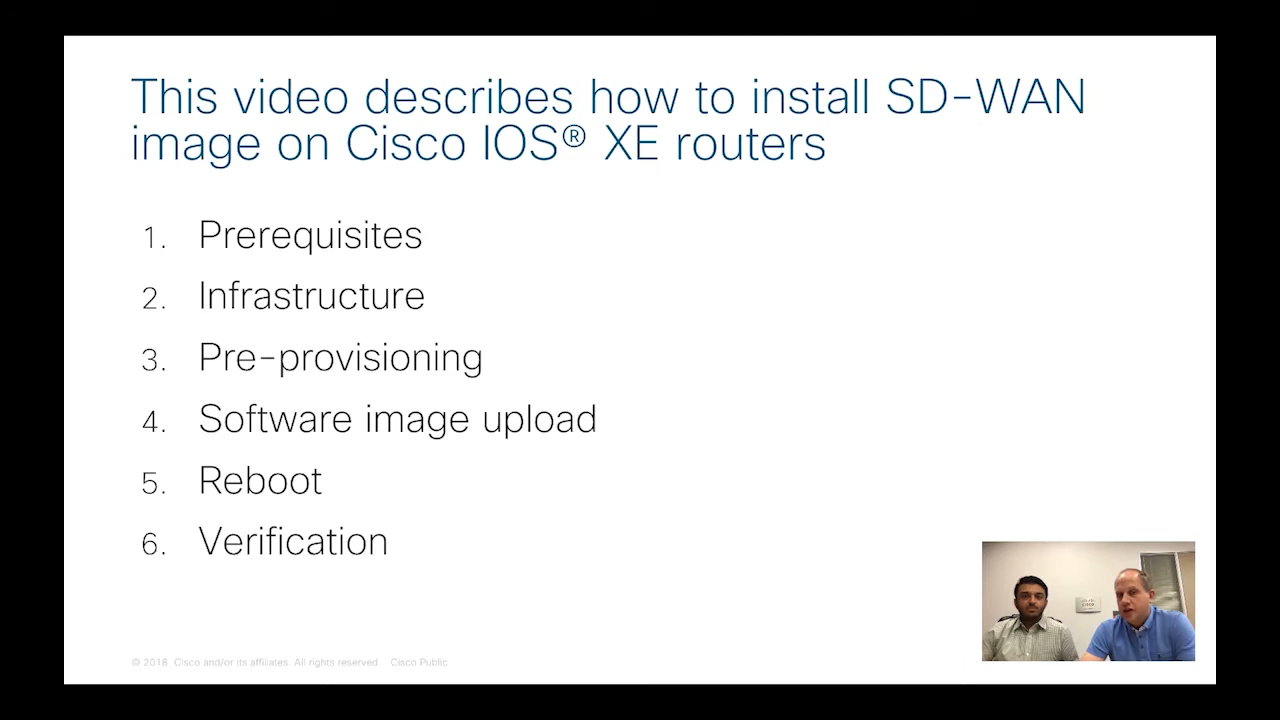 This video describes how to install SD-WAN
image on Cisco IOS® XE routers
1. Prerequisites
2. Infrastructure
3. Pre-provisioning
4. Software image upload
5. Reboot
6. Verification
© 2018 Cisco and/or its affiliates. All rights reserved. Cisco Public
CISCO